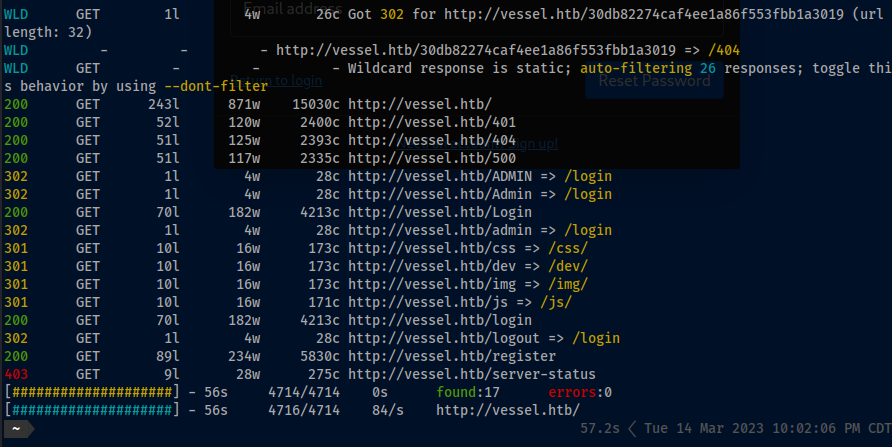 WLD GET 1l 4w 26c Got 302 for http://vessel.htb/30db82274caf4ee1a86f553fbb1a3019 (url
length: 32)
WLD - - - http://vessel.htb/30db82274caf4ee1a86f553fbb1a3019 => /404
WLD GET - - - Wildcard response is static; auto-filtering 26 responses; toggle thi
s behavior by using --dont-filter
200 GET 243l 871w 15030c http://vessel.htb/
200 GET 52l 120w 2400c http://vessel.htb/401
200 GET 51l 125w 2393c http://vessel.htb/404
200 GET 51l 117w 2335c http://vessel.htb/500
302 GET 1l 4w 28c http://vessel.htb/ADMIN => /login
302 GET 1l 4w 28c http://vessel.htb/Admin => /login
200 GET 70l 182w 4213c http://vessel.htb/Login
302 GET 1l 4w 28c http://vessel.htb/admin => /login
301 GET 10l 16w 173c http://vessel.htb/css => /css/
301 GET 10l 16w 173c http://vessel.htb/dev => /dev/
301 GET 10l 16w 173c http://vessel.htb/img => /img/
301 GET 10l 16w 171c http://vessel.htb/js => /js/
200 GET 70l 182w 4213c http://vessel.htb/login
302 GET 1l 4w 28c http://vessel.htb/logout => /login
200 GET 89l 234w 5830c http://vessel.htb/register
403 GET 9l 28w 275c http://vessel.htb/server-status
[####################] - 56s 4714/4714 0s found:17 errors:0
[####################] - 56s 4716/4714 84/s http://vessel.htb/
~ 57.2s Tue 14 Mar 2023 10:02:06 PM CDT
Email address
Return to login
Reset Password
sign up!